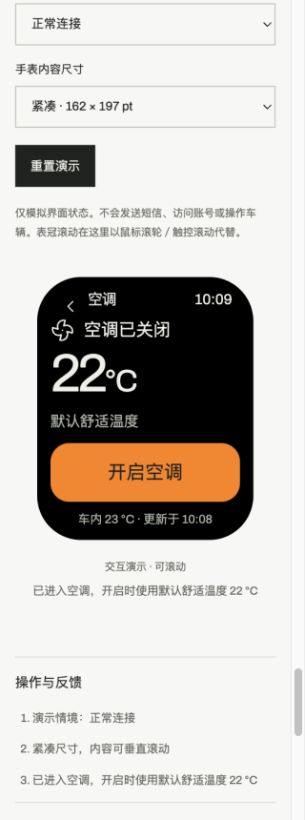 正常连接
手表内容尺寸
紧凑 · 162 × 197 pt
重置演示
仅模拟界面状态。不会发送短信、访问账号或操作车
辆。表冠滚动在这里以鼠标滚轮 / 触控滚动代替。
空调 10:09
空调已关闭
22°C
默认舒适温度
开启空调
车内 23 °C · 更新于 10:08
交互演示 · 可滚动
已进入空调，开启时使用默认舒适温度 22 °C
操作与反馈
1. 演示情境：正常连接
2. 紧凑尺寸，内容可垂直滚动
3. 已进入空调，开启时使用默认舒适温度 22 °C